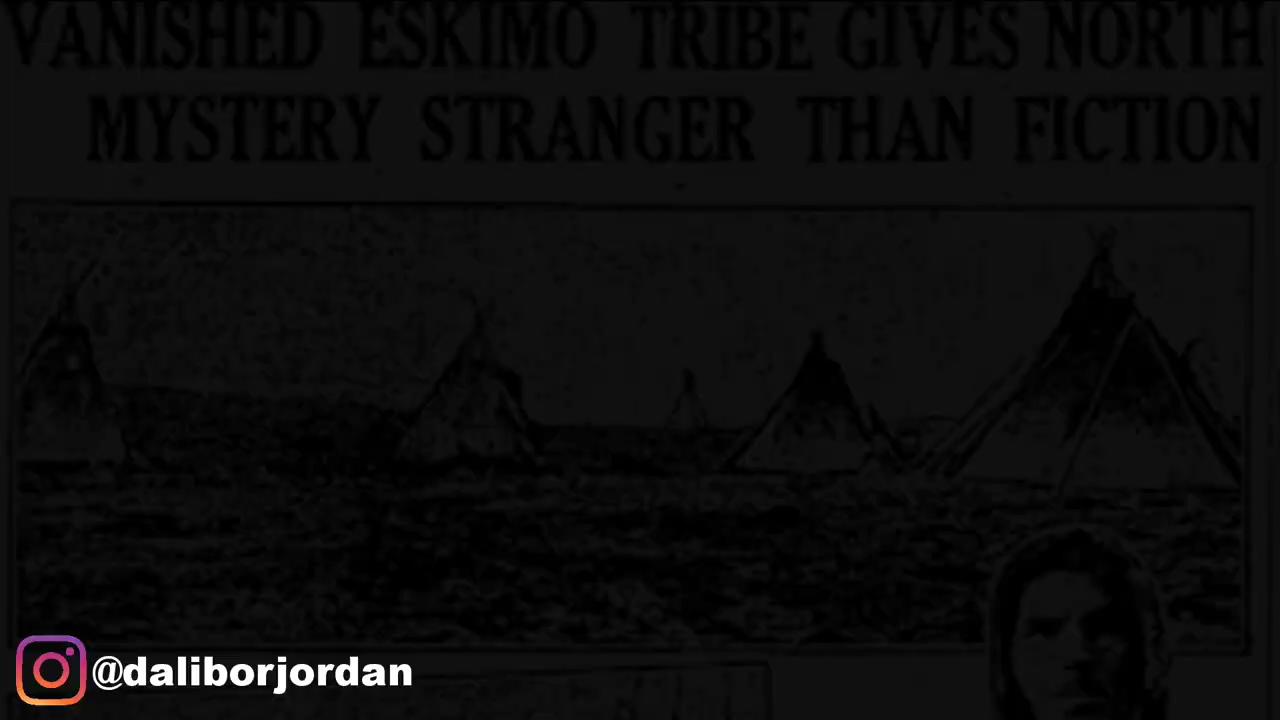 VANISHED ESKIMO TRIBE GIVES NORTH
MYSTERY STRANGER THAN FICTION
@daliborjordan